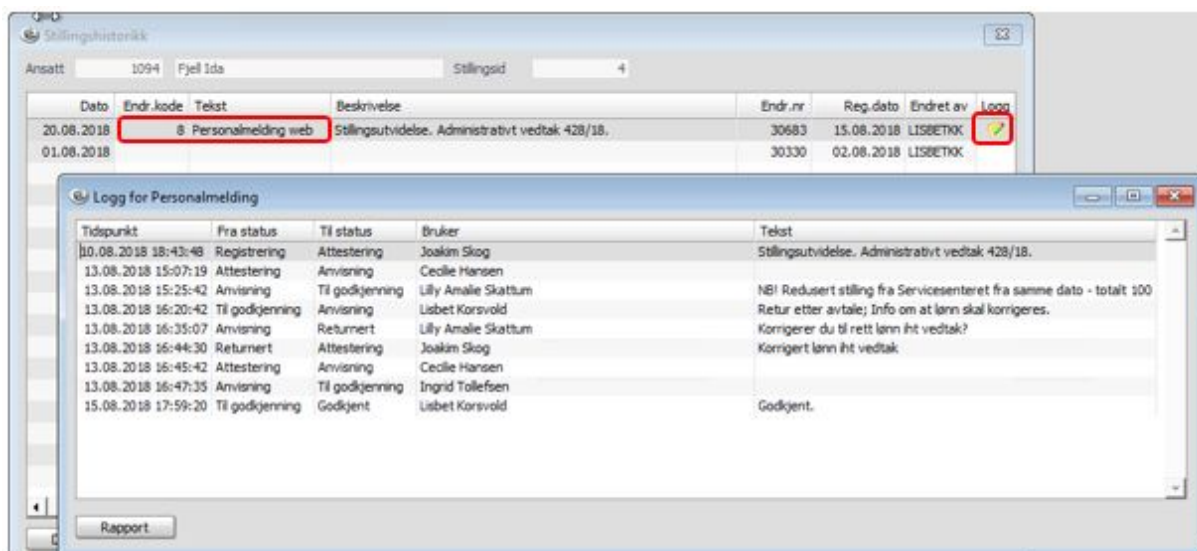 Stillingshistorikk
Ansatt 1094 Fjell Ida Stillingsid 4
Dato Endr.kode Tekst Beskrivelse Endr.nr Reg.dato Endret av Logg
20.08.2018 8 Personalmelding web Stillingsutvidelse. Administrativt vedtak 428/18. 30683 15.08.2018 LISBETKK
01.08.2018 30330 02.08.2018 LISBETKK
Logg for Personalmelding
Tidspunkt Fra status Til status Bruker Tekst
10.08.2018 18:43:48 Registrering Attestering Joakim Skog Stillingsutvidelse. Administrativt vedtak 428/18.
13.08.2018 15:07:19 Attestering Anvisning Cecilie Hansen
13.08.2018 15:25:42 Anvisning Til godkjenning Lilly Amalie Skattum NB! Redusert stilling fra Servicesenteret fra samme dato - totalt 100
13.08.2018 16:20:42 Til godkjenning Anvisning Lisbet Korsvold Retur etter avtale; Info om at lønn skal korrigeres.
13.08.2018 16:35:07 Anvisning Returnert Lilly Amalie Skattum Korrigerer du til rett lønn iht vedtak?
13.08.2018 16:44:30 Returnert Attestering Joakim Skog Korrigert lønn iht vedtak
13.08.2018 16:45:42 Attestering Anvisning Cecilie Hansen
13.08.2018 16:47:35 Anvisning Til godkjenning Ingrid Tollefsen
15.08.2018 17:59:20 Til godkjenning Godkjent Lisbet Korsvold Godkjent.
Rapport